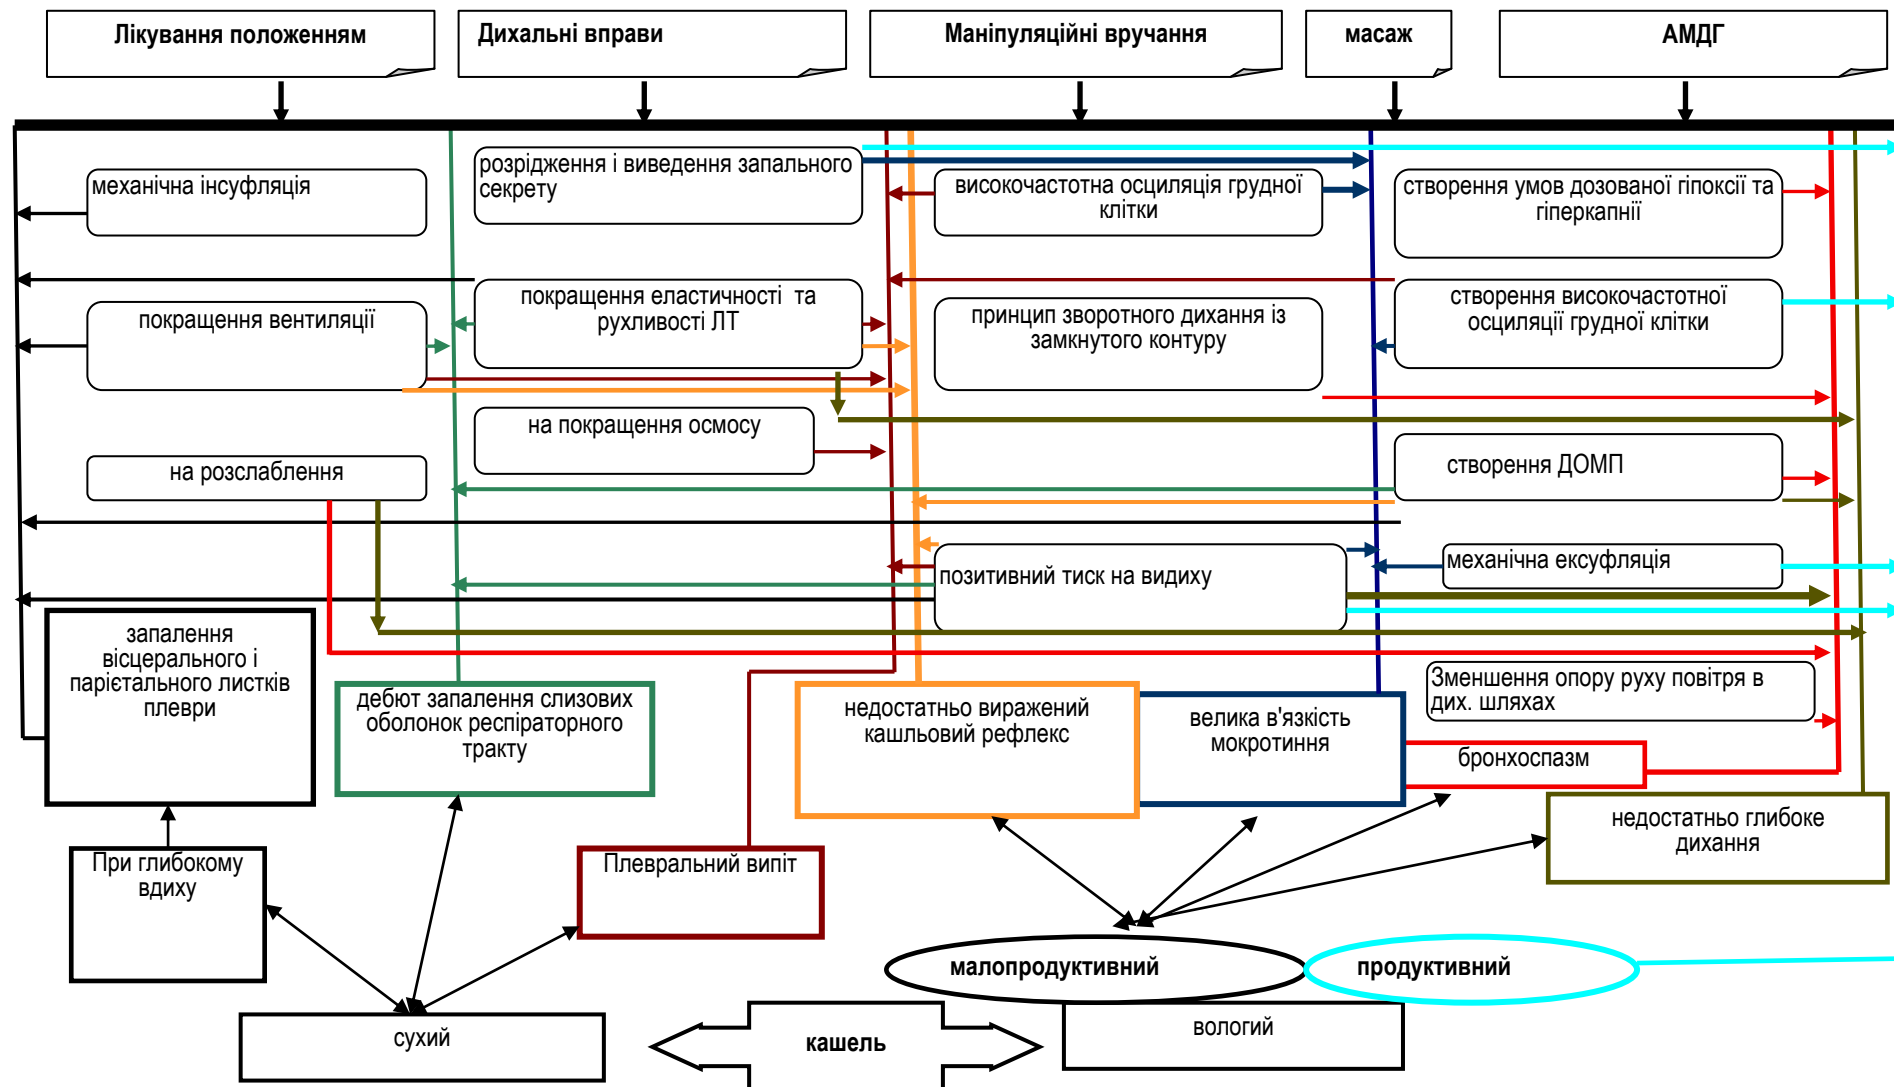 Лікування положенням
Дихальні вправи
Маніпуляційні вручання
масаж
АМДГ
механічна інсуфляція
розрідження і виведення запального
секрету
високочастотна осциляція грудної
клітки
створення умов дозованої гіпоксії та
гіперкапнії
покращення вентиляції
покращення еластичності та
рухливості ЛТ
принцип зворотного дихання із
замкнутого контуру
створення високочастотної
осциляції грудної клітки
на розслаблення
на покращення осмосу
створення ДОМП
позитивний тиск на видиху
механічна ексуфляція
запалення
вісцерального і
парієтального листків
плеври
дебют запалення слизових
оболонок респіраторного
тракту
недостатньо виражений
кашльовий рефлекс
велика в'язкість
мокротиння
Зменшення опору руху повітря в
дих. шляхах
бронхоспазм
недостатньо глибоке
дихання
При глибокому
вдиху
Плевральний випіт
малопродуктивний
продуктивний
сухий
кашель
вологий